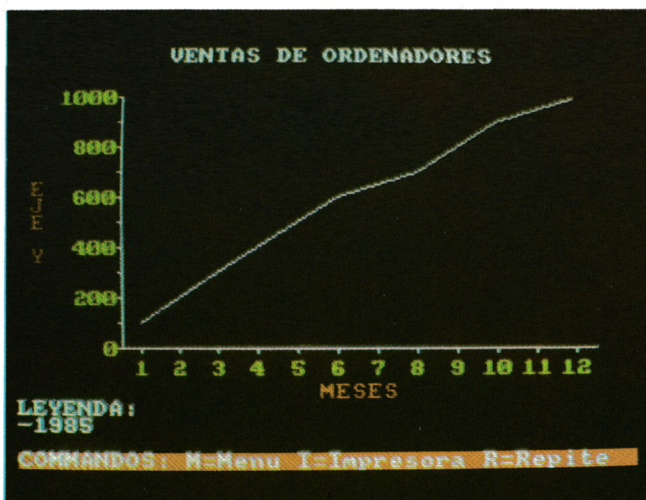 VENTAS DE ORDENADORES
1000
800
600
400
200
0
EJE Y
1 2 3 4 5 6 7 8 9 10 11 12
MESES
LEYENDA:
-1985
COMMANDOS: M=Menu I=Impresora R=Repite